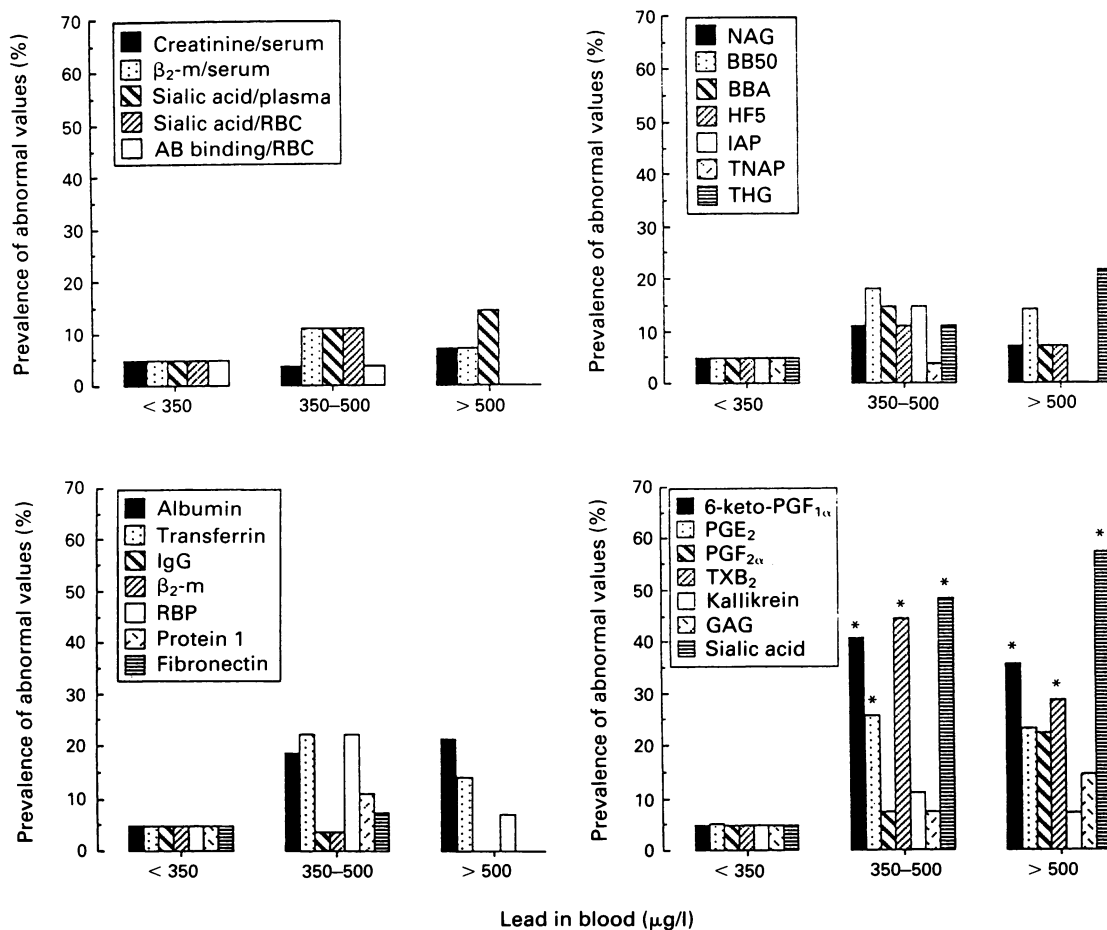 Prevalence of abnormal values (%)
70
60
50
40
30
20
10
0
Creatinine/serum
β₂-m/serum
Sialic acid/plasma
Sialic acid/RBC
AB binding/RBC
< 350
350–500
> 500
Prevalence of abnormal values (%)
70
60
50
40
30
20
10
0
NAG
BB50
BBA
HF5
IAP
TNAP
THG
< 350
350–500
> 500
Prevalence of abnormal values (%)
70
60
50
40
30
20
10
0
Albumin
Transferrin
IgG
β₂-m
RBP
Protein 1
Fibronectin
< 350
350–500
> 500
Prevalence of abnormal values (%)
70
60
50
40
30
20
10
0
6-keto-PGF₁α
PGE₂
PGF₂α
TXB₂
Kallikrein
GAG
Sialic acid
* * * *
* * *
< 350
350–500
> 500
Lead in blood (μg/l)